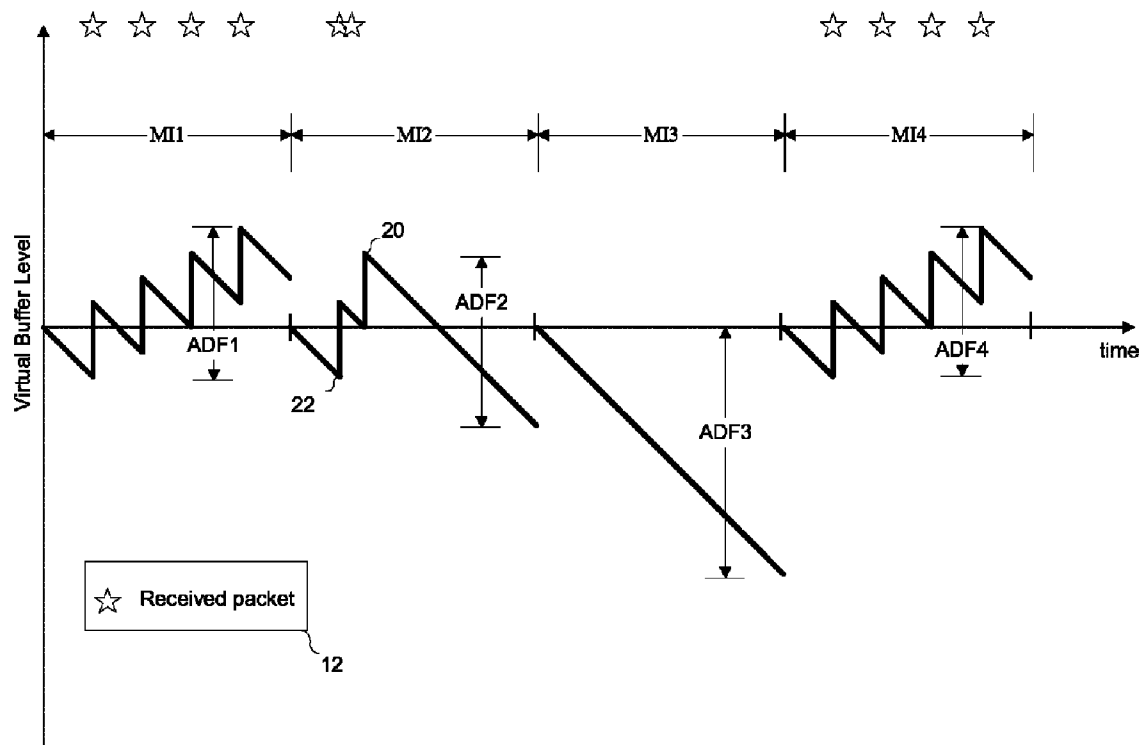 MI1
MI2
MI3
MI4
Virtual Buffer Level
20
ADF1
ADF2
ADF4
time
22
ADF3
Received packet
12